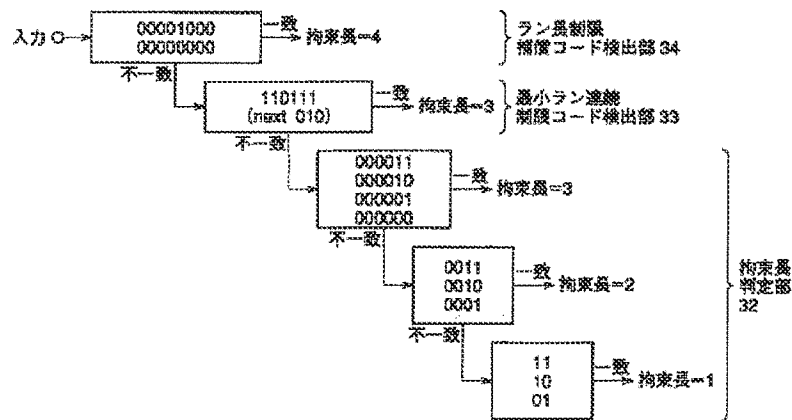 入力
00001000
00000000
一致
拘束長=4
ラン長制限
補償コード検出部 34
不一致
110111
(next 010)
一致
拘束長=3
最小ラン連続
制限コード検出部 33
不一致
000011
000010
000001
000000
一致
拘束長=3
不一致
0011
0010
0001
一致
拘束長=2
拘束長
判定部
32
不一致
11
10
01
一致
拘束長=1